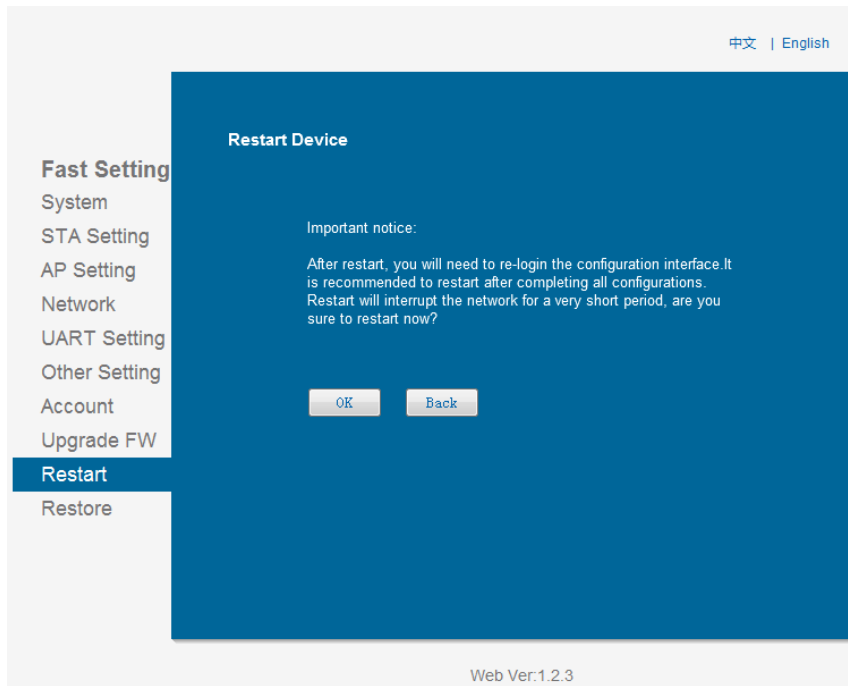 中文 | English
Restart Device
Fast Setting
System
STA Setting
AP Setting
Network
UART Setting
Other Setting
Account
Upgrade FW
Restart
Restore
Important notice:
After restart, you will need to re-login the configuration interface.It
is recommended to restart after completing all configurations.
Restart will interrupt the network for a very short period, are you
sure to restart now?
OK Back
Web Ver:1.2.3